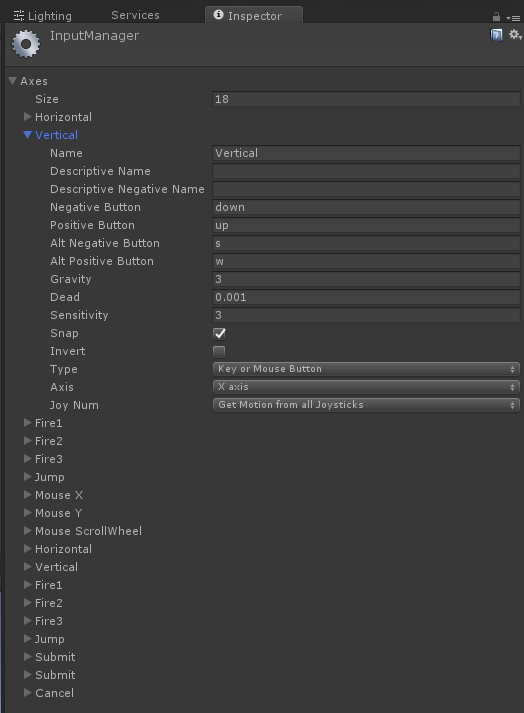 Lighting Services Inspector
InputManager
Axes
Size 18
Horizontal
Vertical
Name Vertical
Descriptive Name
Descriptive Negative Name
Negative Button down
Positive Button up
Alt Negative Button s
Alt Positive Button w
Gravity 3
Dead 0.001
Sensitivity 3
Snap
Invert
Type Key or Mouse Button
Axis X axis
Joy Num Get Motion from all Joysticks
Fire1
Fire2
Fire3
Jump
Mouse X
Mouse Y
Mouse ScrollWheel
Horizontal
Vertical
Fire1
Fire2
Fire3
Jump
Submit
Submit
Cancel